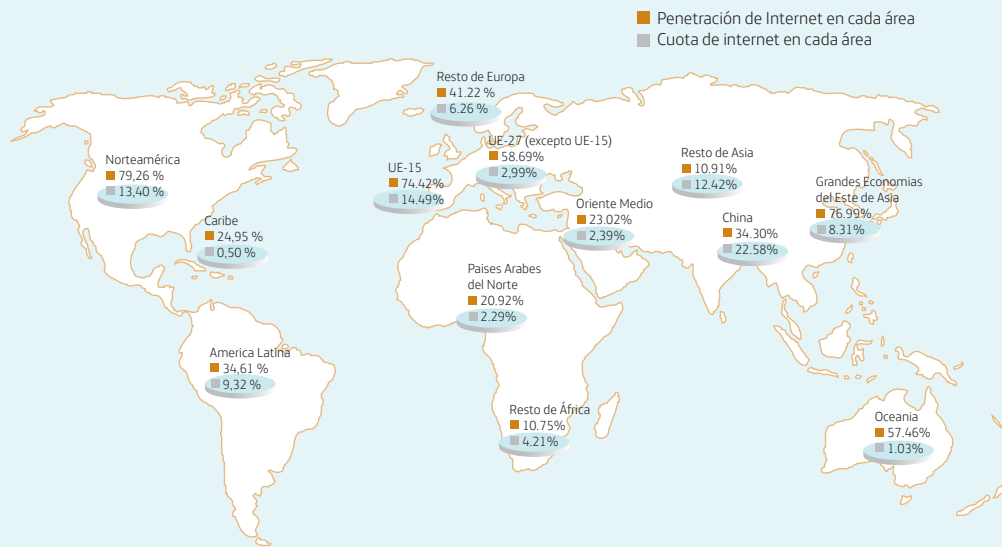 Penetración de Internet en cada área
Cuota de internet en cada área
Resto de Europa
41.22 %
6.26 %
UE-27 (excepto UE-15)
58.69%
2,99%
UE-15
74.42%
14.49%
Norteamérica
79,26 %
13,40 %
Caribe
24,95 %
0,50 %
Resto de Asia
10.91%
12.42%
Grandes Economias
del Este de Asia
76.99%
8.31%
Oriente Medio
23.02%
2,39%
China
34.30%
22.58%
Paises Arabes
del Norte
20.92%
2.29%
America Latina
34,61 %
9,32 %
Resto de África
10.75%
4.21%
Oceania
57.46%
1.03%